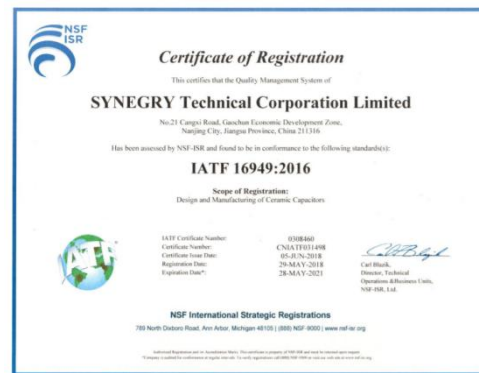 NSF
ISR
Certificate of Registration
This certifies that the Quality Management System of
SYNEGRY Technical Corporation Limited
No.21 Cangxi Road, Gaochun Economic Development Zone,
Nanjing City, Jiangsu Province, China 211316
Has been assessed by NSF-ISR and found to be in conformance to the following standards(s):
IATF 16949:2016
Scope of Registration:
Design and Manufacturing of Ceramic Capacitors
IATF
IATF Certificate Number: 0308460
Certificate Number: CNIATF031498
Certificate Issue Date: 05-JUN-2018
Registration Date: 29-MAY-2018
Expiration Date*: 28-MAY-2021
Carl Blazik,
Director, Technical
Operations & Business Units,
NSF-ISR, Ltd.
NSF International Strategic Registrations
789 North Dixboro Road, Ann Arbor, Michigan 48105 | (888) NSF-9000 | www.nsf-isr.org